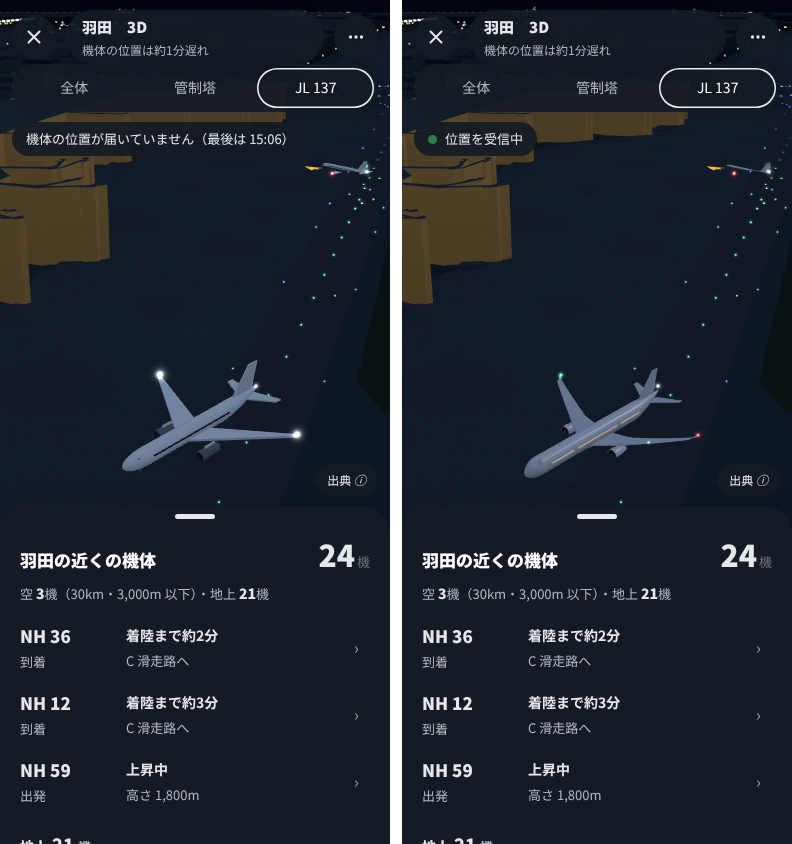 羽田 3D
機体の位置は約1分遅れ
全体 管制塔 JL 137
機体の位置が届いていません（最後は 15:06）
出典 ⓘ
羽田の近くの機体 24機
空 3機（30km・3,000m 以下）・地上 21機
NH 36 着陸まで約2分
到着 C 滑走路へ
NH 12 着陸まで約3分
到着 C 滑走路へ
NH 59 上昇中
出発 高さ 1,800m
地上 21機
羽田 3D
機体の位置は約1分遅れ
全体 管制塔 JL 137
位置を受信中
出典 ⓘ
羽田の近くの機体 24機
空 3機（30km・3,000m 以下）・地上 21機
NH 36 着陸まで約2分
到着 C 滑走路へ
NH 12 着陸まで約3分
到着 C 滑走路へ
NH 59 上昇中
出発 高さ 1,800m
地上 21機